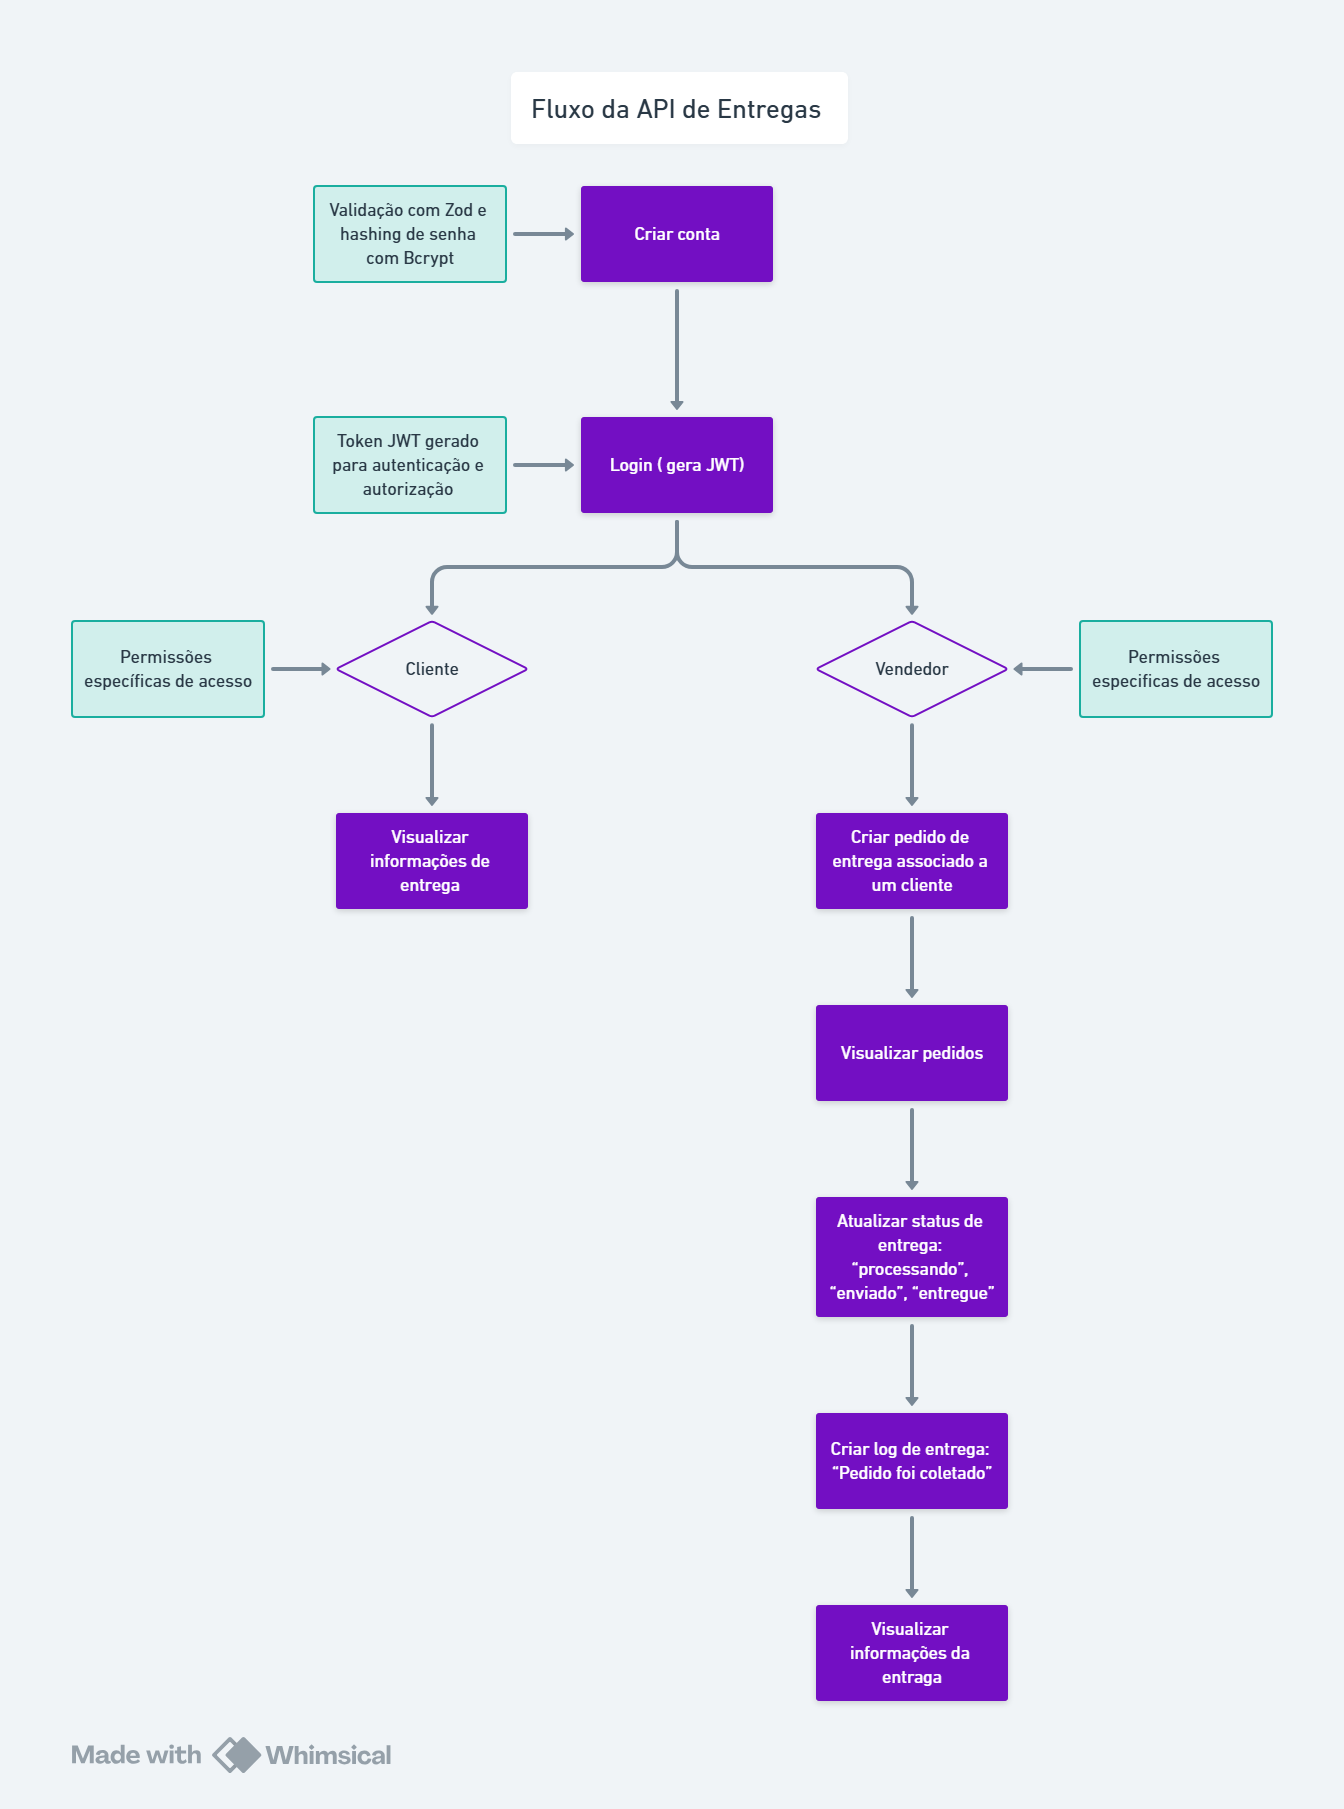 Fluxo da API de Entregas
Validação com Zod e
hashing de senha
com Bcrypt
Criar conta
Token JWT gerado
para autenticação e
autorização
Login ( gera JWT)
Permissões
específicas de acesso
Cliente
Vendedor
Permissões
especificas de acesso
Visualizar
informações de
entrega
Criar pedido de
entrega associado a
um cliente
Visualizar pedidos
Atualizar status de
entrega:
“processando”,
“enviado”, “entregue”
Criar log de entrega:
“Pedido foi coletado”
Visualizar
informações da
entraga
Made with Whimsical